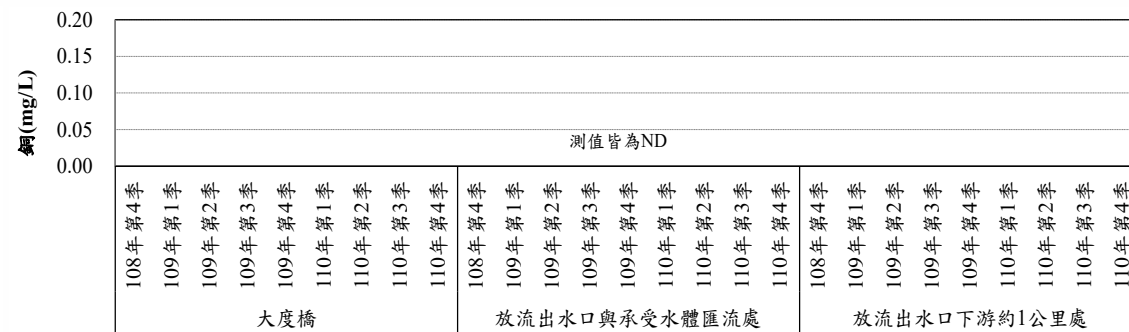 銅(mg/L)
0.20
0.15
0.10
0.05
0.00
測值皆為ND
108年第4季
109年第1季
109年第2季
109年第3季
109年第4季
110年第1季
110年第2季
110年第3季
110年第4季
108年第4季
109年第1季
109年第2季
109年第3季
109年第4季
110年第1季
110年第2季
110年第3季
110年第4季
108年第4季
109年第1季
109年第2季
109年第3季
109年第4季
110年第1季
110年第2季
110年第3季
110年第4季
大度橋
放流出水口與承受水體匯流處
放流出水口下游約1公里處